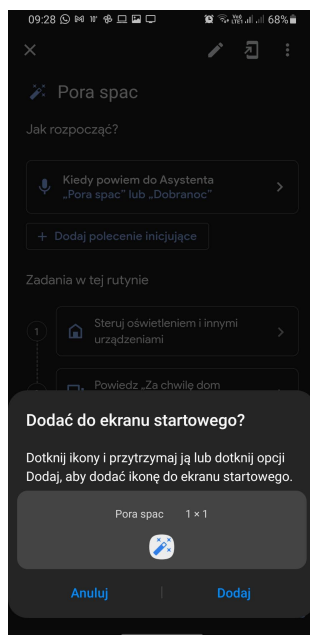 09:28 68%
Pora spac
Jak rozpocząć?
Kiedy powiem do Asystenta
„Pora spac” lub „Dobranoc”
+ Dodaj polecenie inicjujące
Zadania w tej rutynie
1
Steruj oświetleniem i innymi
urządzeniami
Powiedz „Za chwilę dom
Dodać do ekranu startowego?
Dotknij ikony i przytrzymaj ją lub dotknij opcji
Dodaj, aby dodać ikonę do ekranu startowego.
Pora spac 1 × 1
Anuluj Dodaj